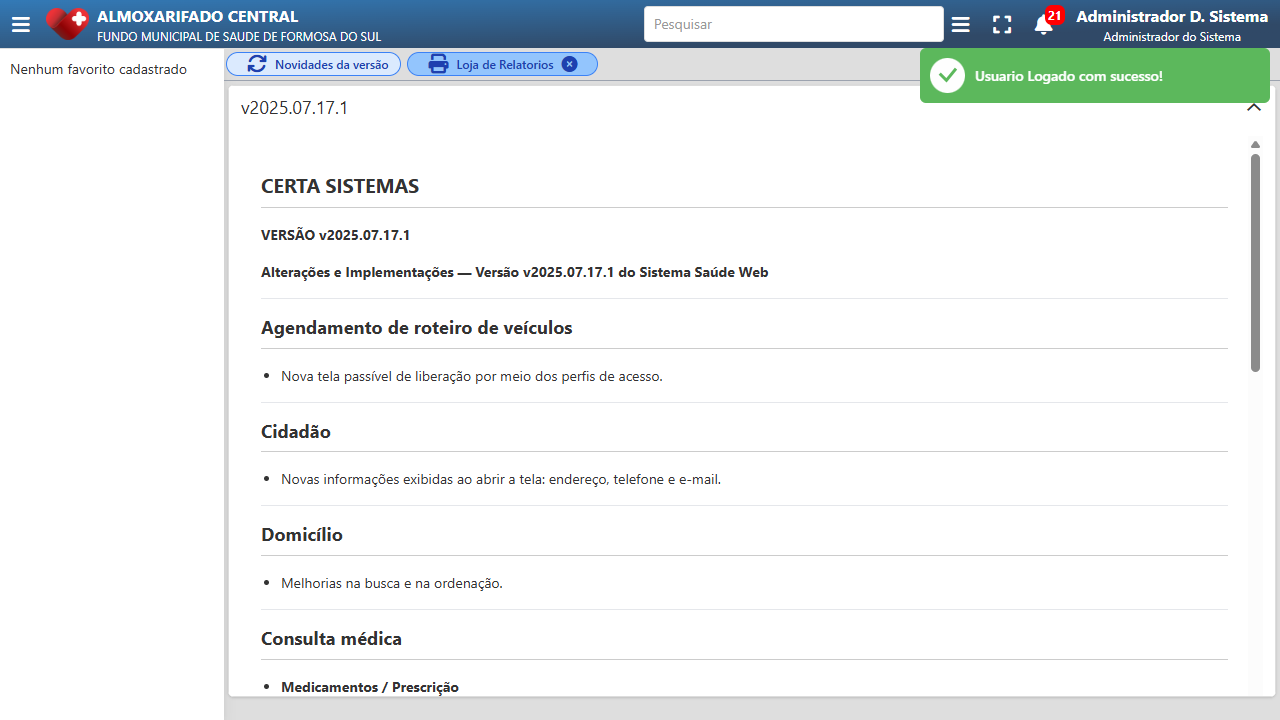 ALMOXARIFADO CENTRAL
FUNDO MUNICIPAL DE SAUDE DE FORMOSA DO SUL
Pesquisar
21
Administrador D. Sistema
Administrador do Sistema
Nenhum favorito cadastrado
Novidades da versão
Loja de Relatorios
Usuario Logado com sucesso!
v2025.07.17.1
CERTA SISTEMAS
VERSÃO v2025.07.17.1
Alterações e Implementações — Versão v2025.07.17.1 do Sistema Saúde Web
Agendamento de roteiro de veículos
• Nova tela passível de liberação por meio dos perfis de acesso.
Cidadão
• Novas informações exibidas ao abrir a tela: endereço, telefone e e-mail.
Domicílio
• Melhorias na busca e na ordenação.
Consulta médica
• Medicamentos / Prescrição